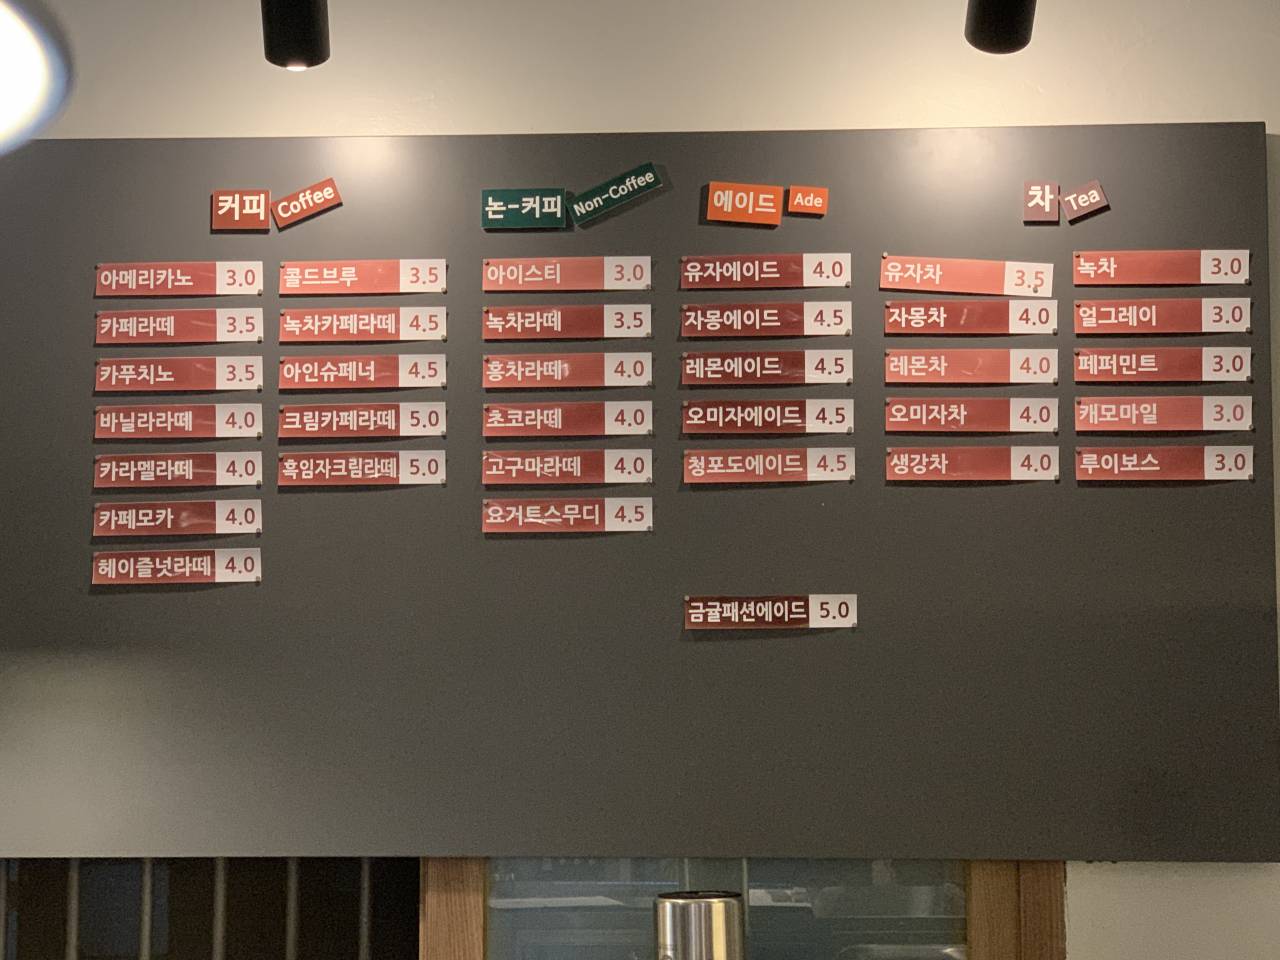 커피 Coffee
아메리카노 3.0
카페라떼 3.5
카푸치노 3.5
바닐라라떼 4.0
카라멜라떼 4.0
카페모카 4.0
헤이즐넛라떼 4.0
콜드브루 3.5
녹차카페라떼 4.5
아인슈페너 4.5
크림카페라떼 5.0
흑임자크림라떼 5.0
논-커피 Non-Coffee
아이스티 3.0
녹차라떼 3.5
홍차라떼 4.0
초코라떼 4.0
고구마라떼 4.0
요거트스무디 4.5
에이드 Ade
유자에이드 4.0
자몽에이드 4.5
레몬에이드 4.5
오미자에이드 4.5
청포도에이드 4.5
금귤패션에이드 5.0
차 Tea
유자차 3.5
자몽차 4.0
레몬차 4.0
오미자차 4.0
생강차 4.0
녹차 3.0
얼그레이 3.0
페퍼민트 3.0
캐모마일 3.0
루이보스 3.0